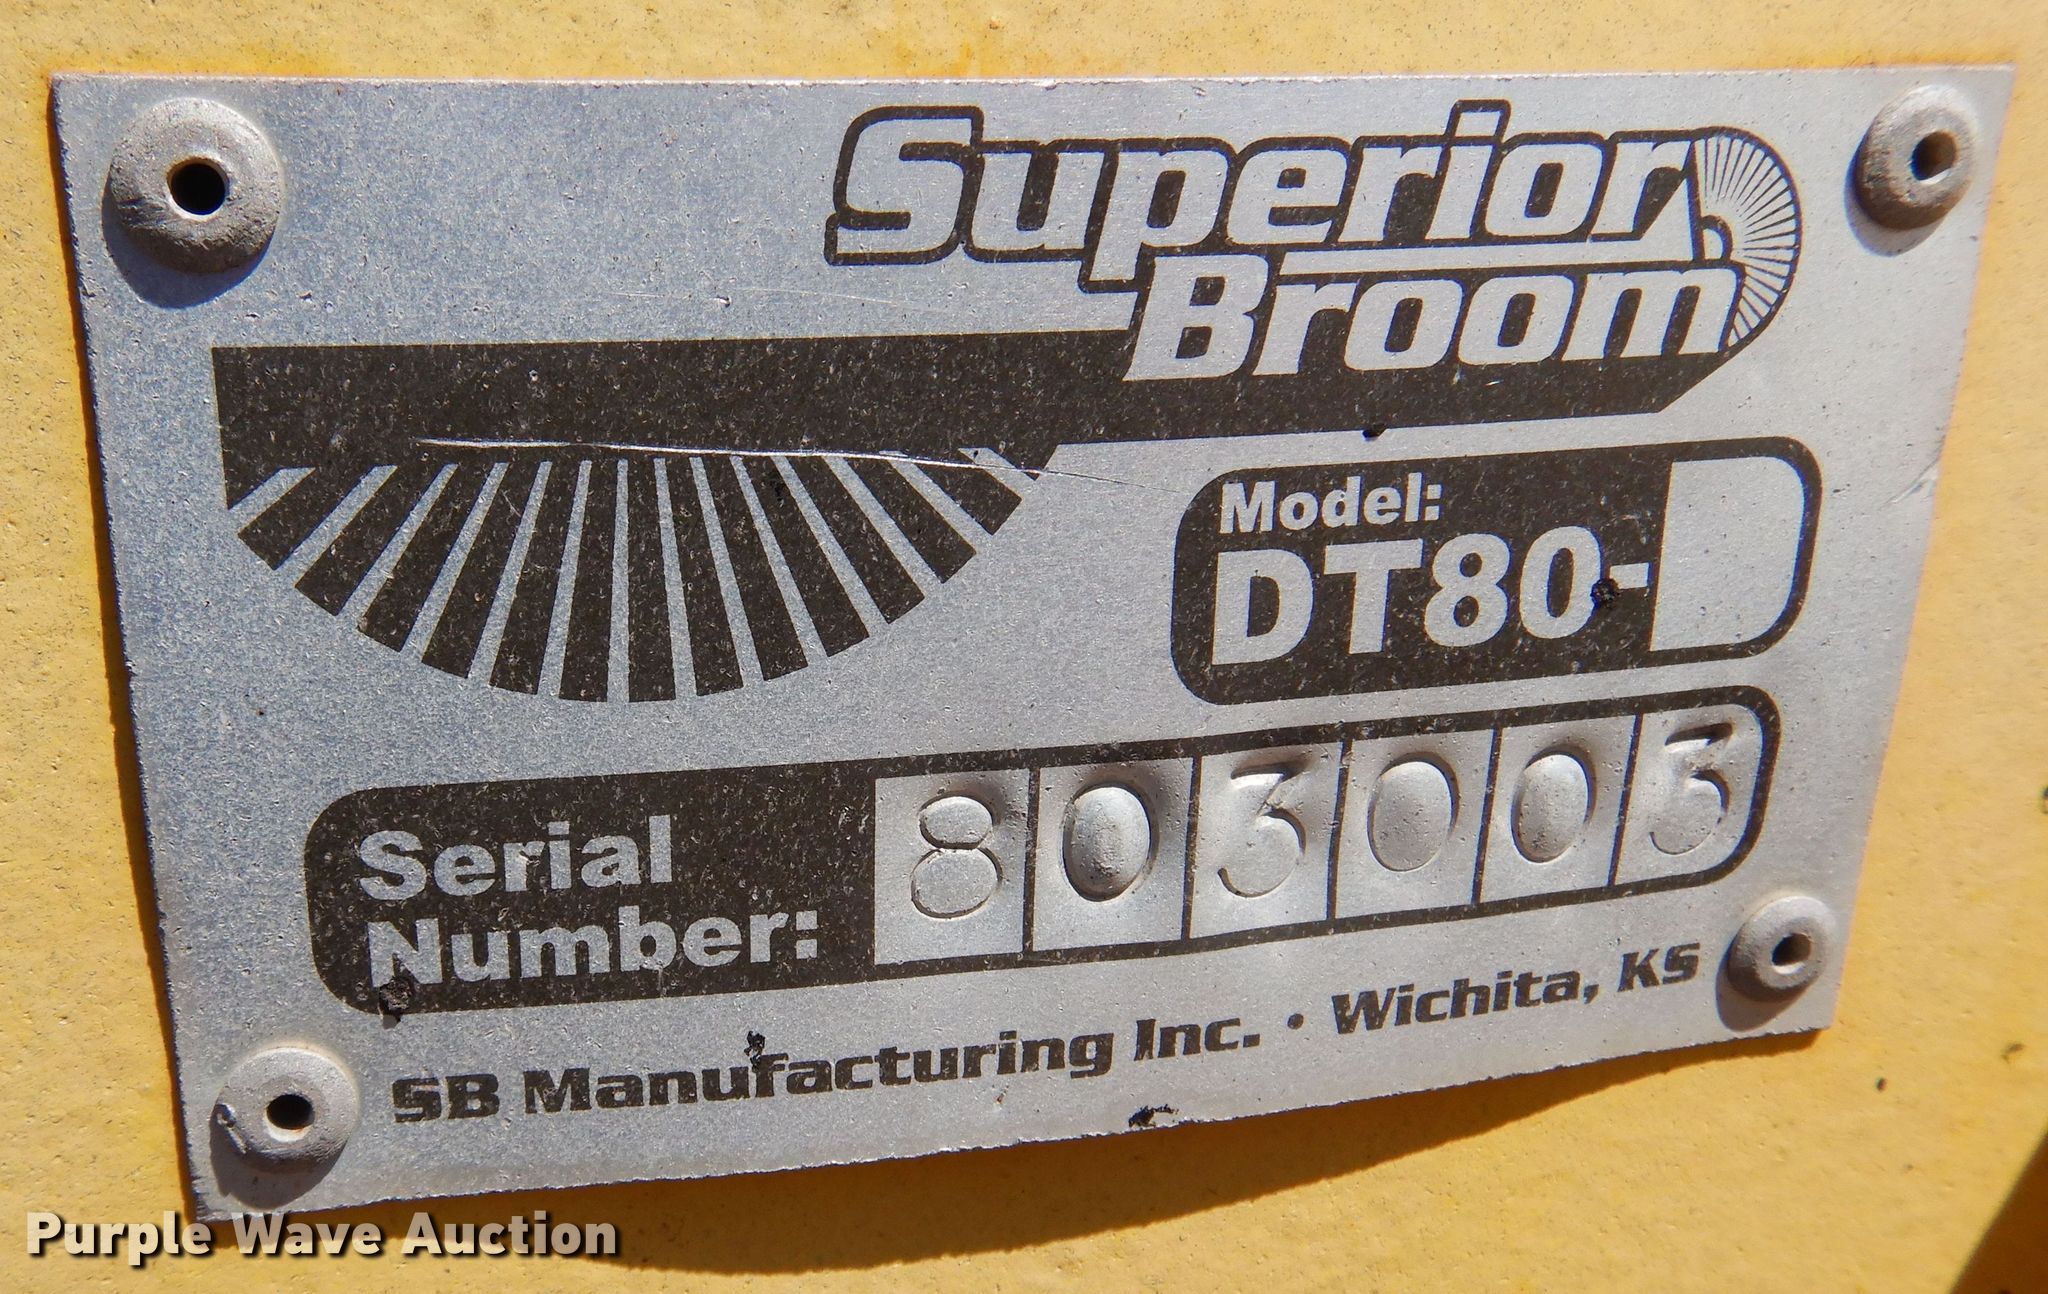 Superior
Broom
Model:
DT80-
Serial
Number: 803003
SB Manufacturing Inc. • Wichita, KS
Purple Wave Auction